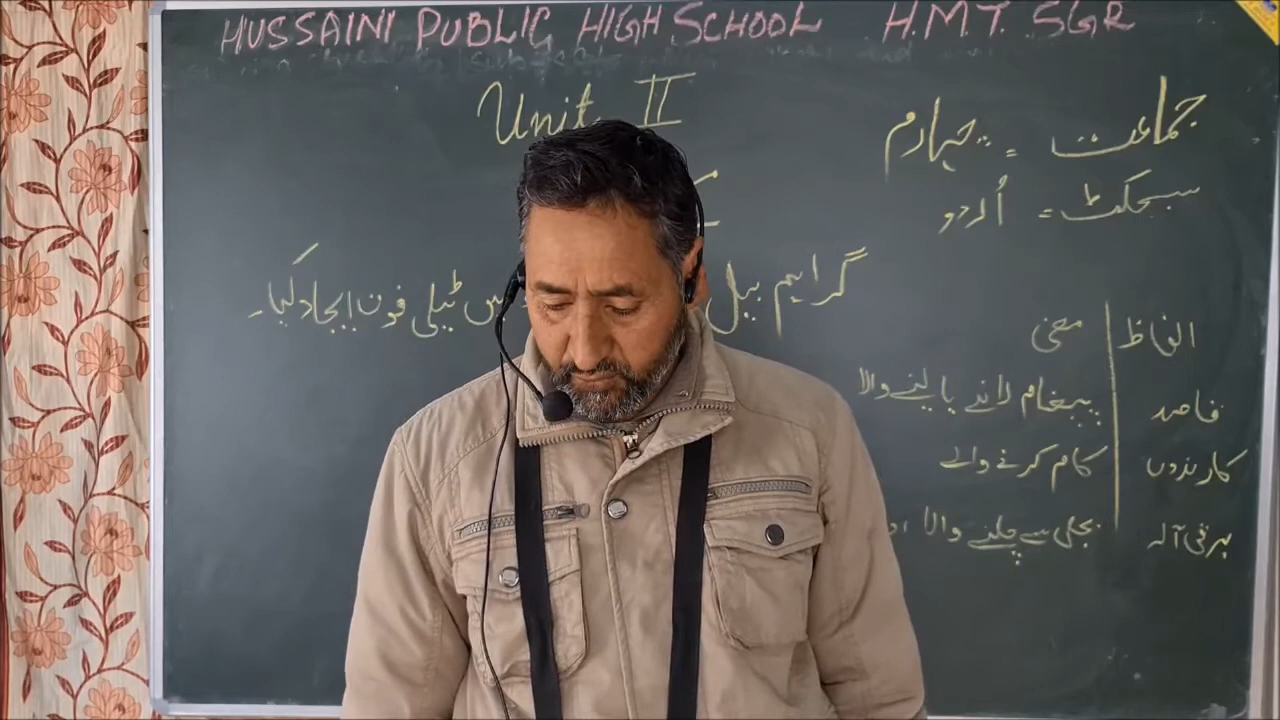 HUSSAINI PUBLIC HIGH SCHOOL H.M.T. SGR
Unit II
جماعت = چہارم
سبجکٹ = اُردو
گراہم بیل میں ٹیلی فون ایجاد کیا۔
الفاظ معنی
قاصد پیغام لانے یا لینے والا
کارندوں کام کرنے والے
برقی آلہ بجلی سے چلنے والا